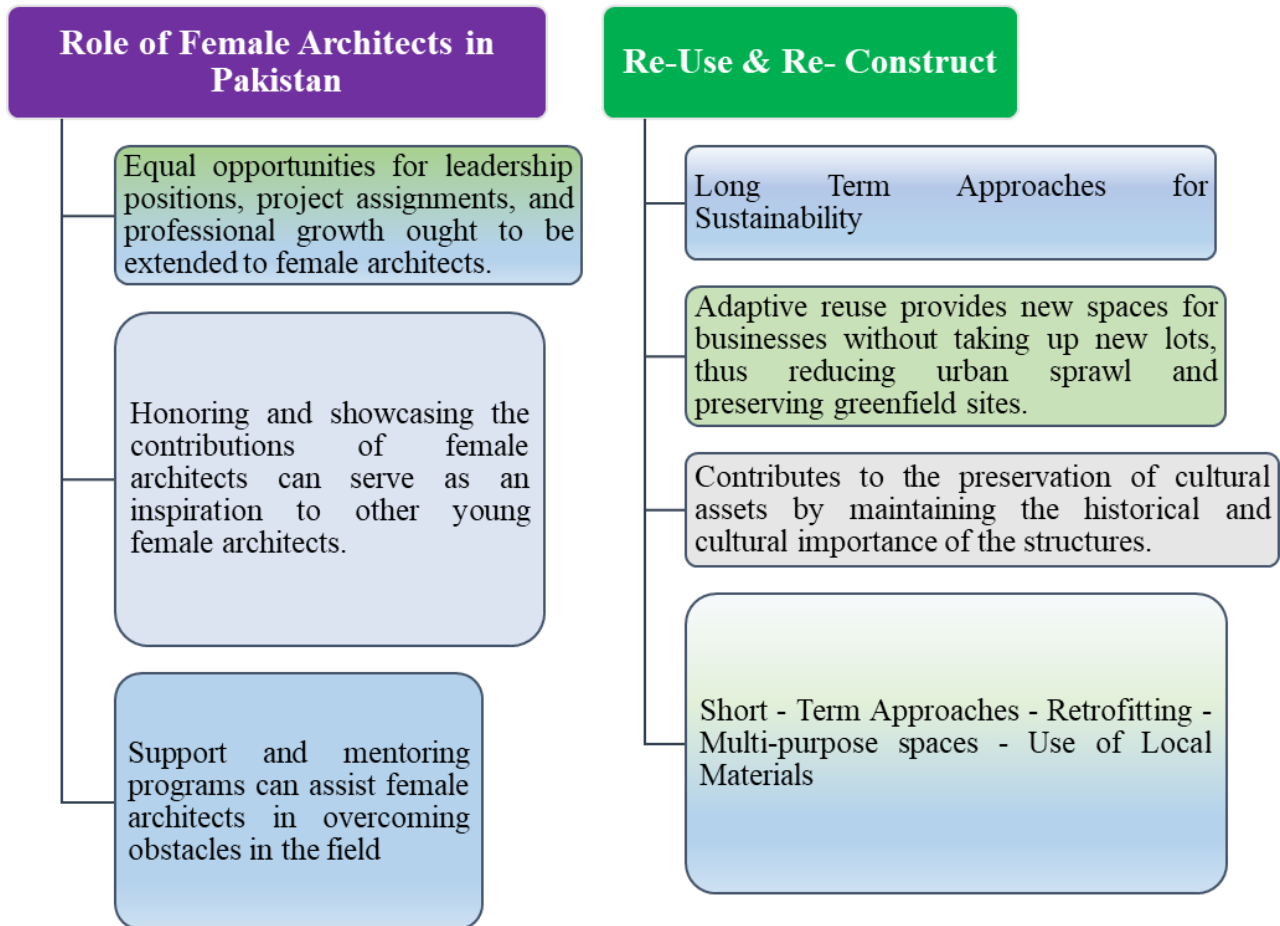 Role of Female Architects in
Pakistan
Equal opportunities for leadership
positions, project assignments, and
professional growth ought to be
extended to female architects.
Honoring and showcasing the
contributions of female
architects can serve as an
inspiration to other young
female architects.
Support and mentoring
programs can assist female
architects in overcoming
obstacles in the field
Re-Use & Re- Construct
Long Term Approaches for
Sustainability
Adaptive reuse provides new spaces for
businesses without taking up new lots,
thus reducing urban sprawl and
preserving greenfield sites.
Contributes to the preservation of cultural
assets by maintaining the historical and
cultural importance of the structures.
Short - Term Approaches - Retrofitting -
Multi-purpose spaces - Use of Local
Materials